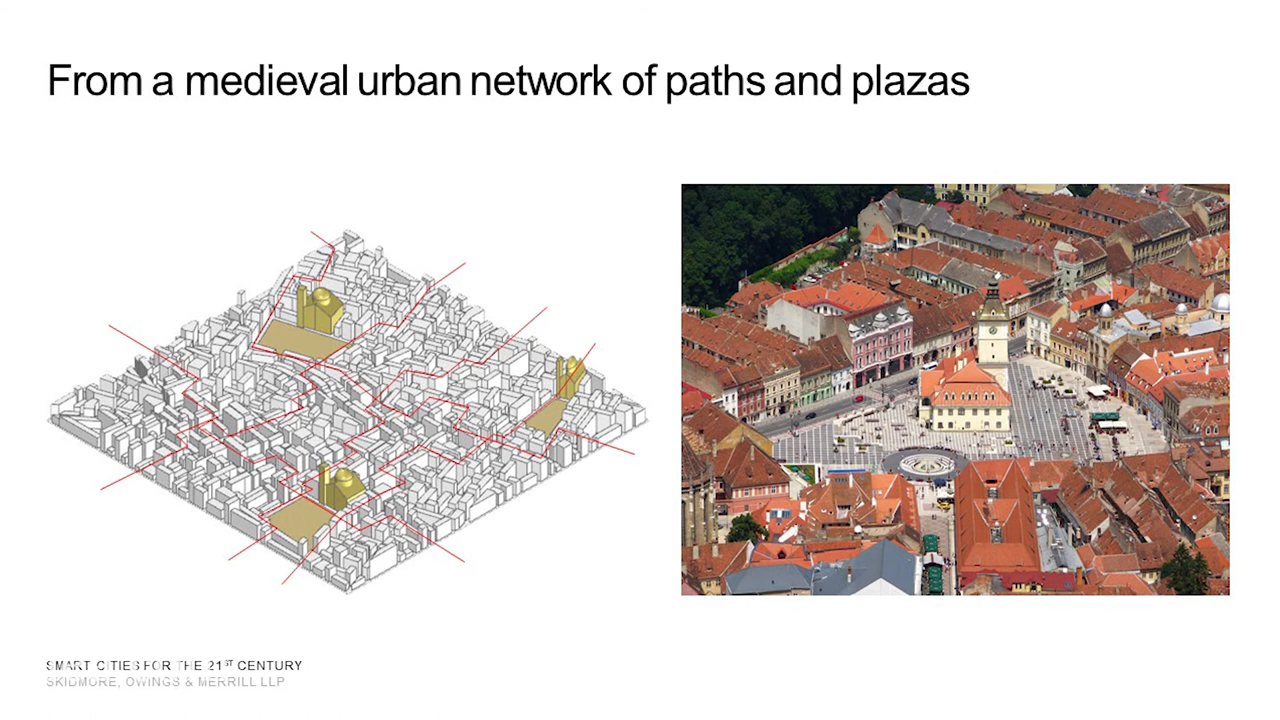 From a medieval urban network of paths and plazas
SMART CITIES FOR THE 21ST CENTURY
SKIDMORE, OWINGS & MERRILL LLP